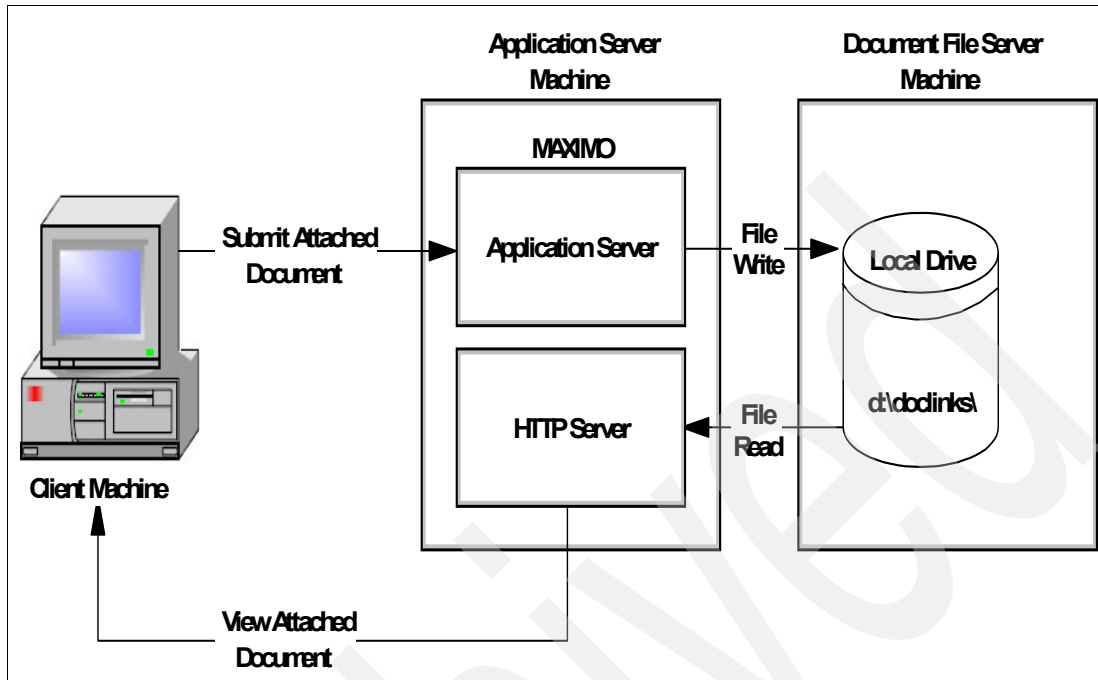 Application Server
Machine
Document File Server
Machine
MAXIMO
Submit Attached
Document
Application Server
File
Write
Local Drive
d:\doclinks\
HTTP Server
File
Read
Client Machine
View Attached
Document